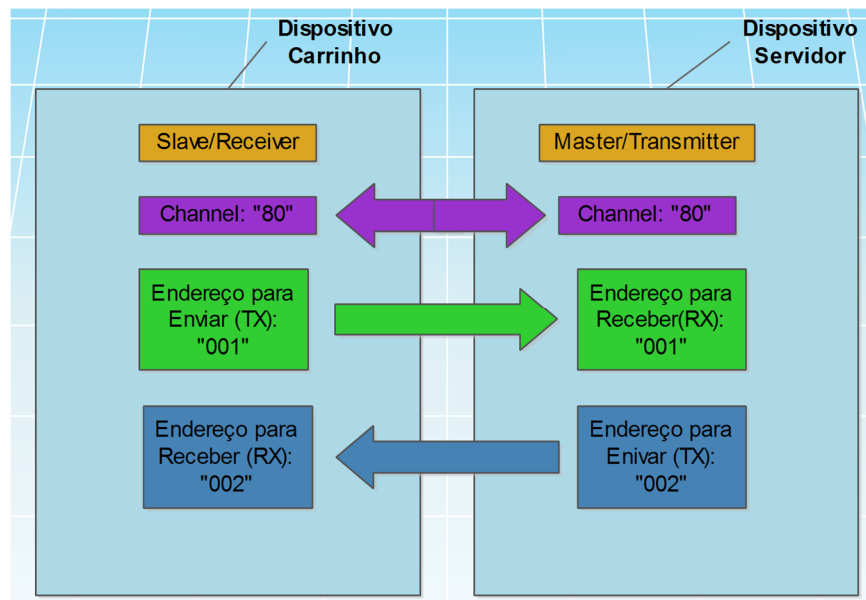 Dispositivo
Carrinho
Dispositivo
Servidor
Slave/Receiver
Master/Transmitter
Channel: "80"
Channel: "80"
Endereço para
Enviar (TX):
"001"
Endereço para
Receber(RX):
"001"
Endereço para
Receber (RX):
"002"
Endereço para
Enivar (TX):
"002"